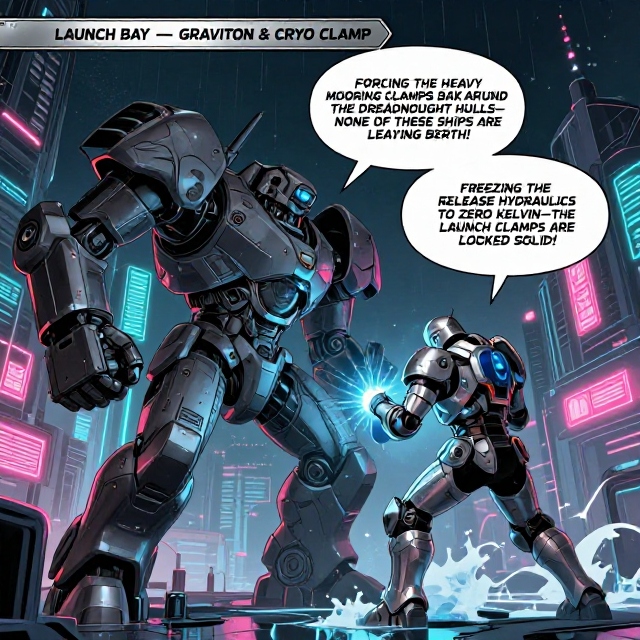 LAUNCH BAY — GRAVITON & CRYO CLAMP
FORCING THE HEAVY
MOORING CLAMPS BAK ARUND
THE DREADNOUGHT HULLS—
NONE OF THESE SHIPS ARE
LEAYING BERTH!
FREEZING THE
RELEASE HYDRAULICS
TO ZERO KELVIN—THE
LAUNCH CLAMPS ARE
LOCKED SOLID!